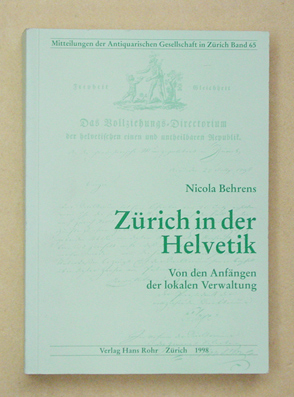 Mitteilungen der Antiquarischen Gesellschaft in Zürich Band 65
Freyheit Gleichheit
Das Vollziehungs-Directorium
der helvetischen einen und untheilbaren Republik.
Nicola Behrens
Zürich in der
Helvetik
Von den Anfängen
der lokalen Verwaltung
Verlag Hans Rohr Zürich 1998